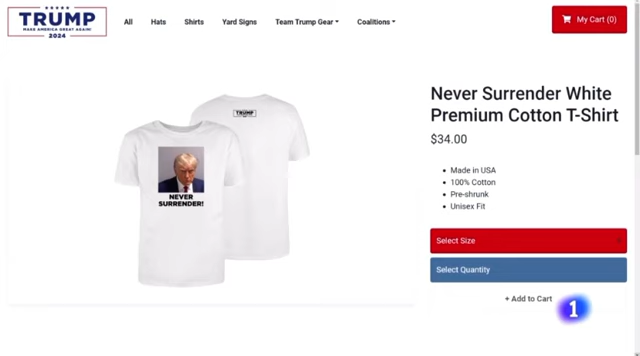 TRUMP
MAKE AMERICA GREAT AGAIN!
2024
All
Hats
Shirts
Yard Signs
Team Trump Gear
Coalitions
My Cart (0)
TRUMP
NEVER
SURRENDER!
Never Surrender White
Premium Cotton T-Shirt
$34.00
Made in USA
100% Cotton
Pre-shrunk
Unisex Fit
Select Size
Select Quantity
+ Add to Cart
1